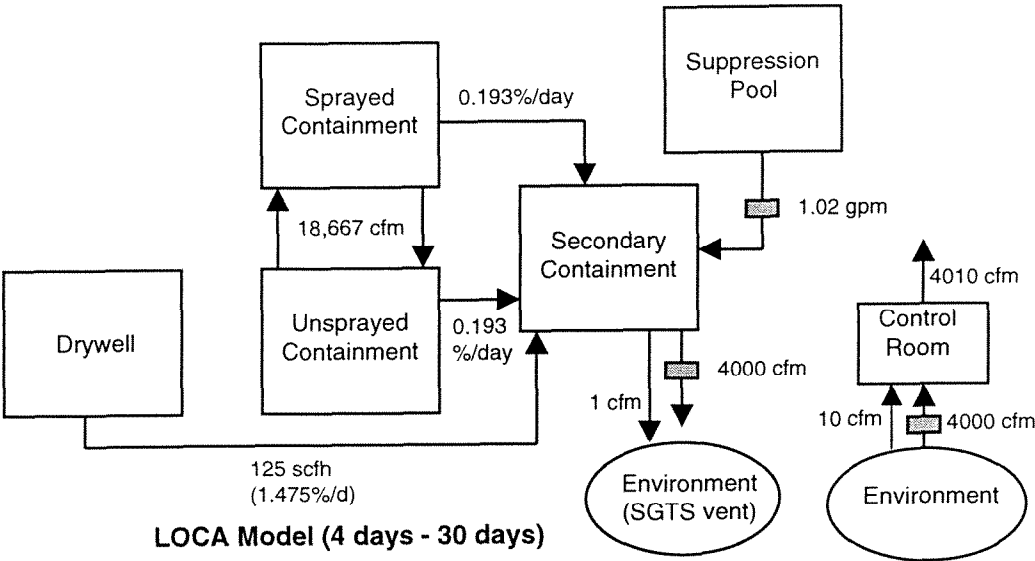 Sprayed
Containment
0.193%/day
Suppression
Pool
1.02 gpm
18,667 cfm
Secondary
Containment
4010 cfm
Drywell
Unsprayed
Containment
0.193
%/day
Control
Room
4000 cfm
1 cfm
10 cfm
4000 cfm
125 scfh
(1.475%/d)
Environment
(SGTS vent)
Environment
LOCA Model (4 days - 30 days)